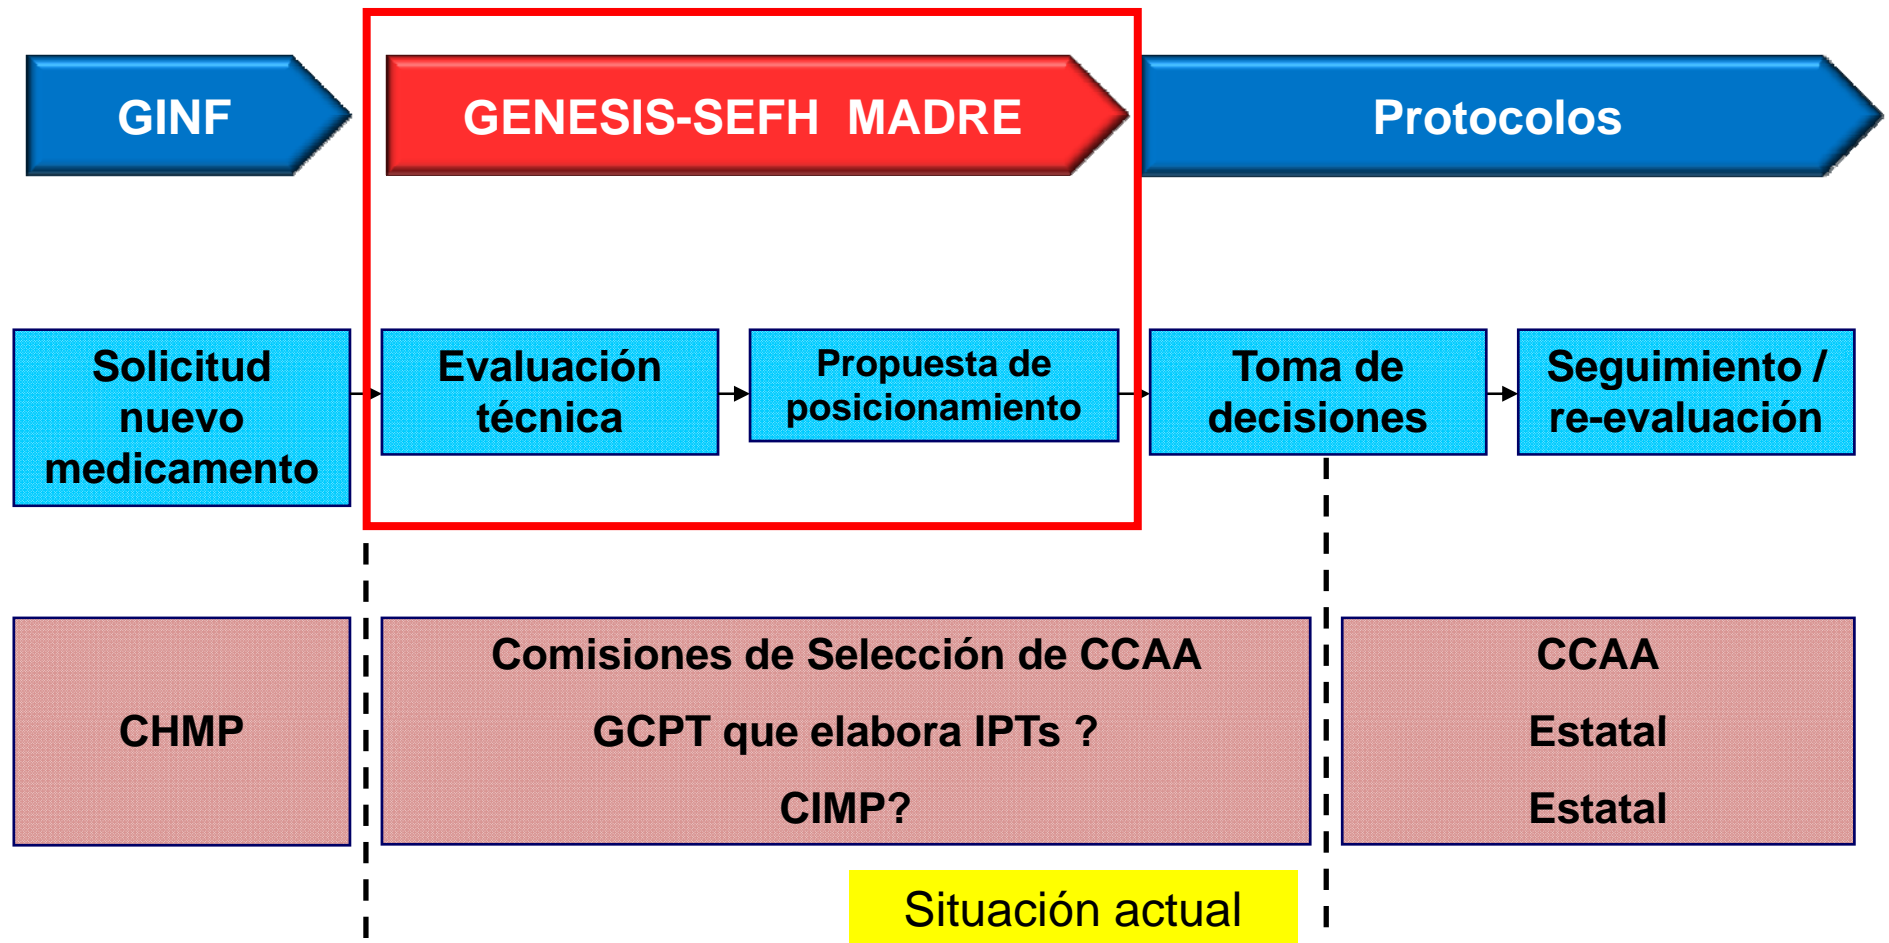 GINF
GENESIS-SEFH MADRE
Protocolos
Solicitud
nuevo
medicamento
Evaluación
técnica
Propuesta de
posicionamiento
Toma de
decisiones
Seguimiento /
re-evaluación
CHMP
Comisiones de Selección de CCAA
GCPT que elabora IPTs ?
CIMP?
CCAA
Estatal
Estatal
Situación actual